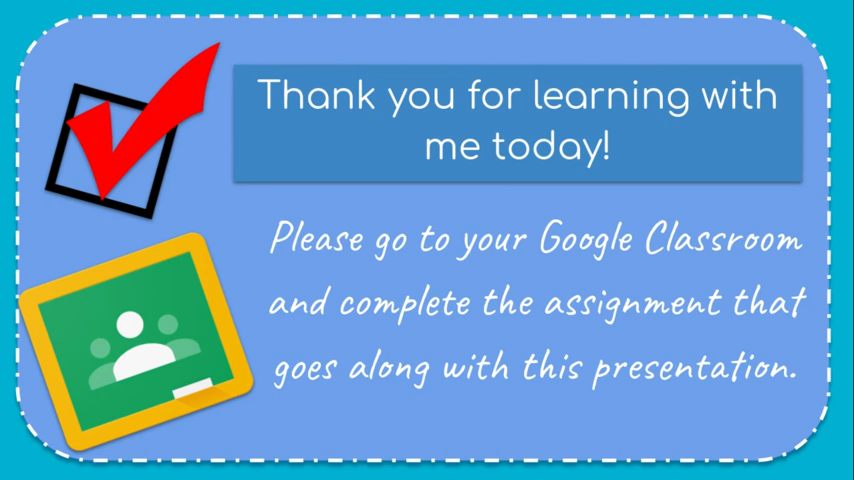 Thank you for learning with
me today!
Please go to your Google Classroom
and complete the assignment that
goes along with this presentation.